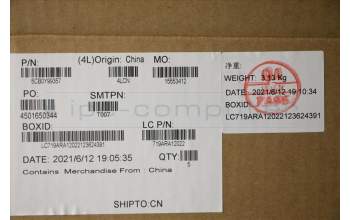 P/N:
(4L)Origin: China
MO:
5CB0Y99057
4LCN
15553412
PO:
SMTPN:
4501650344
T007
BOXID:
LC P/N:
LC719ARA12022123624391
719ARA12022
DATE: 2021/6/12 19:05:35
QTY:
5
Contains Merchandise From : China
SHIPTO:CN
净重:
WEIGHT: 3.13 Kg
DATE: 2021/6/12 19:10:34
BOXID:
LC719ARA12022123624391